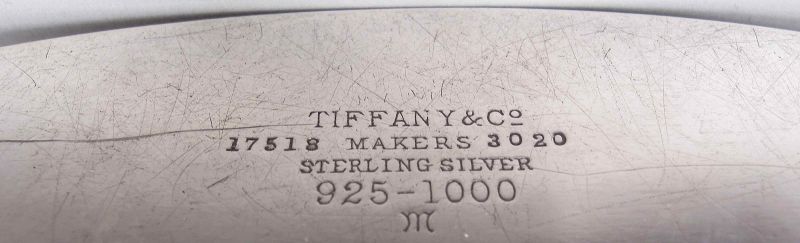 TIFFANY & Cº
17518 MAKERS 3020
STERLING SILVER
925-1000
M